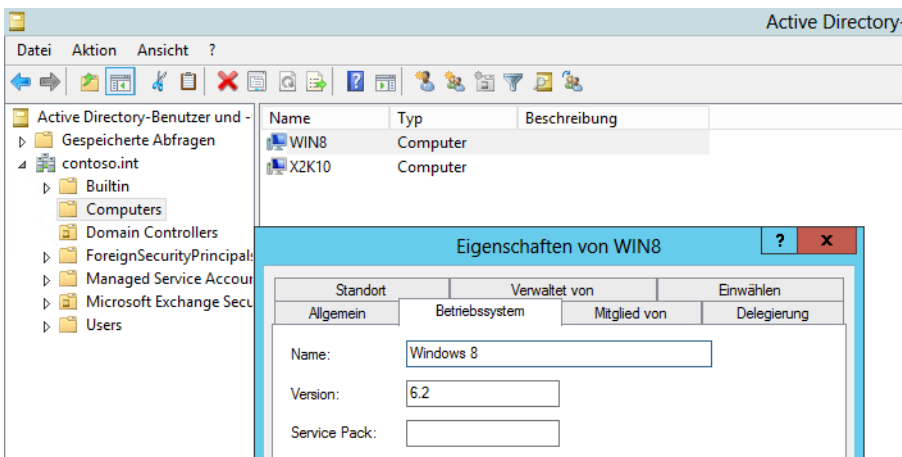 Active Directory-
Datei Aktion Ansicht ?
?
Active Directory-Benutzer und -
Gespeicherte Abfragen
contoso.int
Builtin
Computers
Domain Controllers
ForeignSecurityPrincipals
Managed Service Accour
Microsoft Exchange Secu
Users
Name Typ Beschreibung
WIN8 Computer
X2K10 Computer
Eigenschaften von WIN8 ? x
Standort Verwaltet von Einwählen
Allgemein Betriebssystem Mitglied von Delegierung
Name: Windows 8
Version: 6.2
Service Pack: